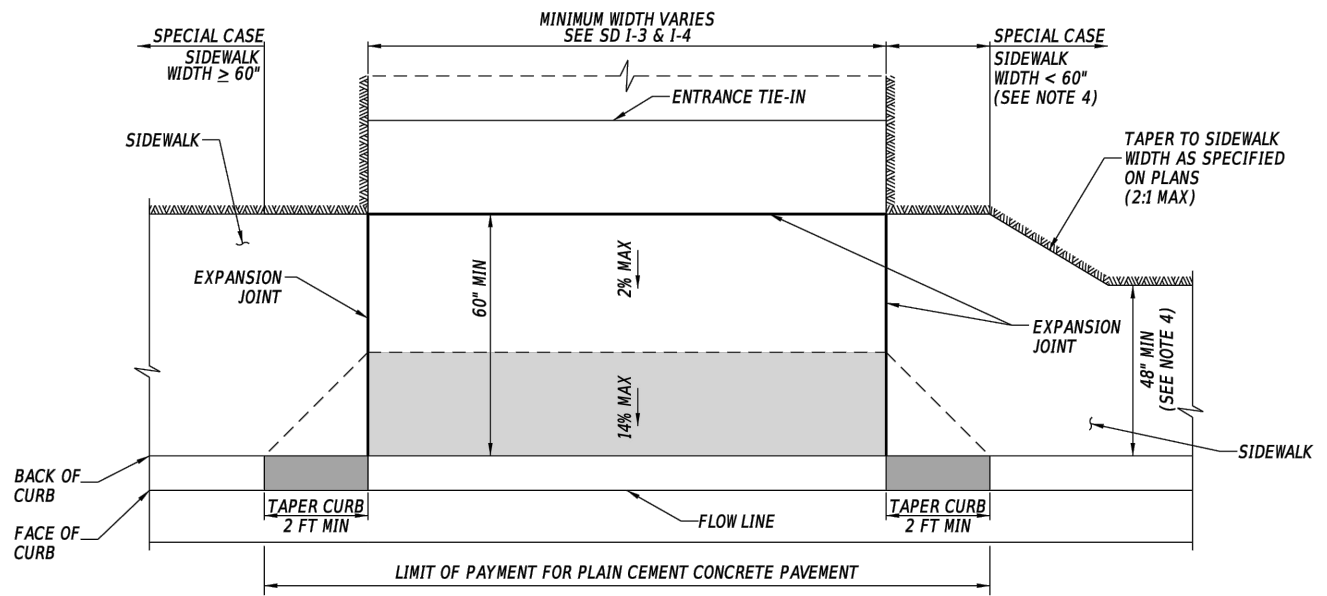 MINIMUM WIDTH VARIES
SEE SD I-3 & I-4
SPECIAL CASE
SIDEWALK
WIDTH ≥ 60"
SPECIAL CASE
SIDEWALK
WIDTH < 60"
(SEE NOTE 4)
ENTRANCE TIE-IN
SIDEWALK
TAPER TO SIDEWALK
WIDTH AS SPECIFIED
ON PLANS
(2:1 MAX)
EXPANSION
JOINT
60" MIN
2% MAX
EXPANSION
JOINT
48" MIN
(SEE NOTE 4)
14% MAX
SIDEWALK
BACK OF
CURB
FACE OF
CURB
TAPER CURB
2 FT MIN
FLOW LINE
TAPER CURB
2 FT MIN
LIMIT OF PAYMENT FOR PLAIN CEMENT CONCRETE PAVEMENT